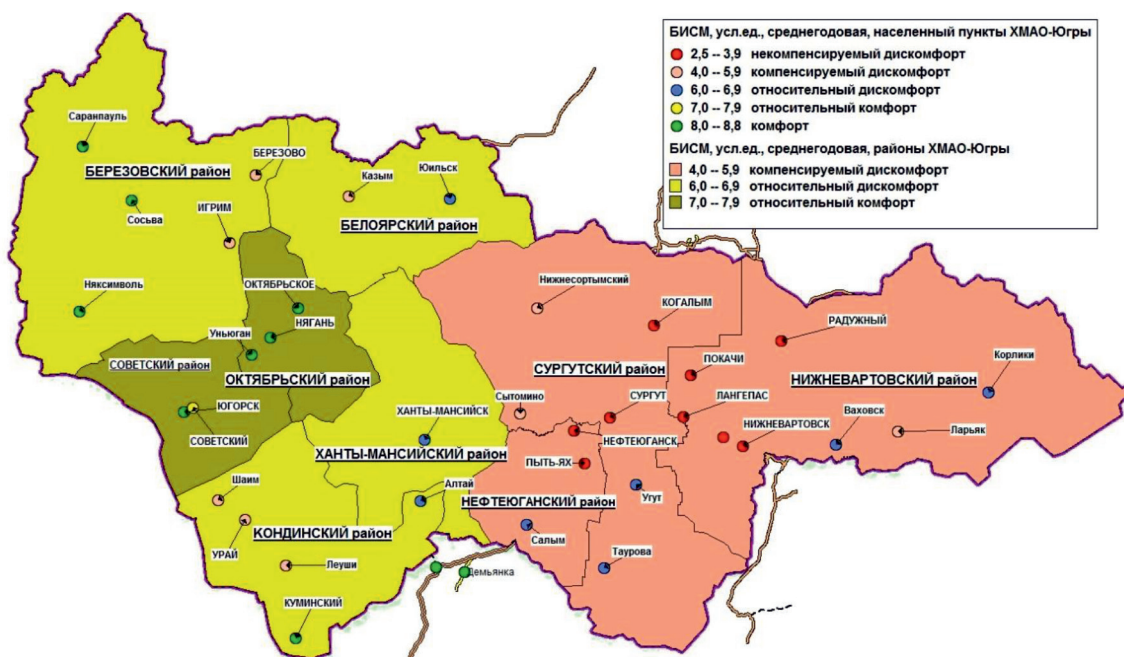 БИСМ, усл.ед., среднегодовая, населенный пункты ХМАО-Югры
2,5 -- 3,9 некомпенсируемый дискомфорт
4,0 -- 5,9 компенсируемый дискомфорт
6,0 -- 6,9 относительный дискомфорт
7,0 -- 7,9 относительный комфорт
8,0 -- 8,8 комфорт
БИСМ, усл.ед., среднегодовая, районы ХМАО-Югры
4,0 -- 5,9 компенсируемый дискомфорт
6,0 -- 6,9 относительный дискомфорт
7,0 -- 7,9 относительный комфорт
Саранпауль
БЕРЕЗОВО
БЕРЕЗОВСКИЙ район
Казым
Юильск
Сосьва
ИГРИМ
БЕЛОЯРСКИЙ район
Няксимволь
ОКТЯБРЬСКОЕ
Нижнесортымский
КОГАЛЫМ
РАДУЖНЫЙ
Уньюган
НЯГАНЬ
СОВЕТСКИЙ район
ОКТЯБРЬСКИЙ район
СУРГУТСКИЙ район
ПОКАЧИ
Корлики
НИЖНЕВАРТОВСКИЙ район
ЮГОРСК
СОВЕТСКИЙ
ХАНТЫ-МАНСИЙСК
Сытомино
СУРГУТ
ЛАНГЕПАС
Ваховск
НЕФТЕЮГАНСК
НИЖНЕВАРТОВСК
Ларьяк
ХАНТЫ-МАНСИЙСКИЙ район
ПЫТЬ-ЯХ
Шаим
Алтай
НЕФТЕЮГАНСКИЙ район
Угут
КОНДИНСКИЙ район
УРАЙ
Салым
Леуши
Демьянка
Таурова
КУМИНСКИЙ